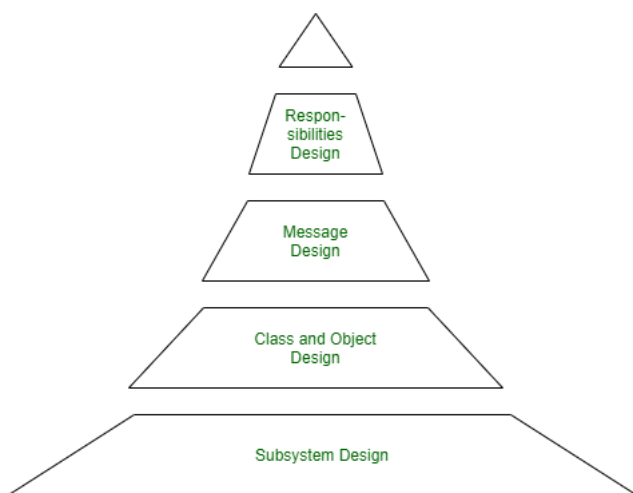 Respon-
sibilities
Design
Message
Design
Class and Object
Design
Subsystem Design